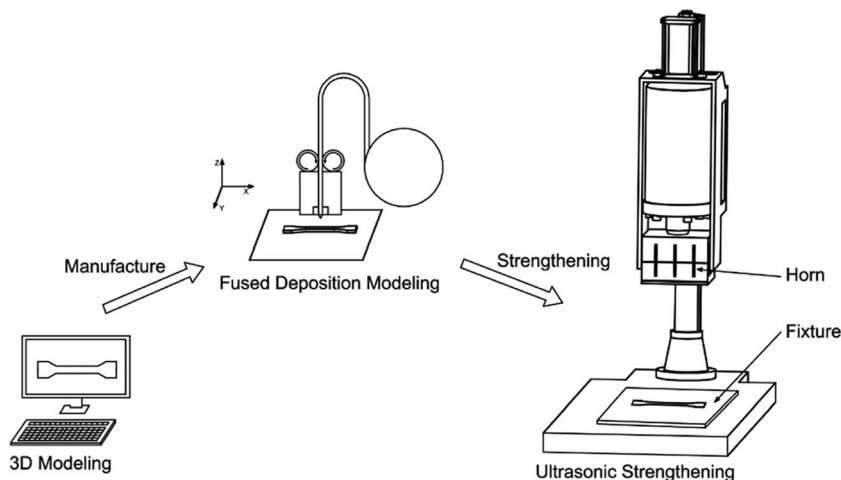 Z
X
Y
Manufacture
Fused Deposition Modeling
Strengthening
Horn
Fixture
3D Modeling
Ultrasonic Strengthening